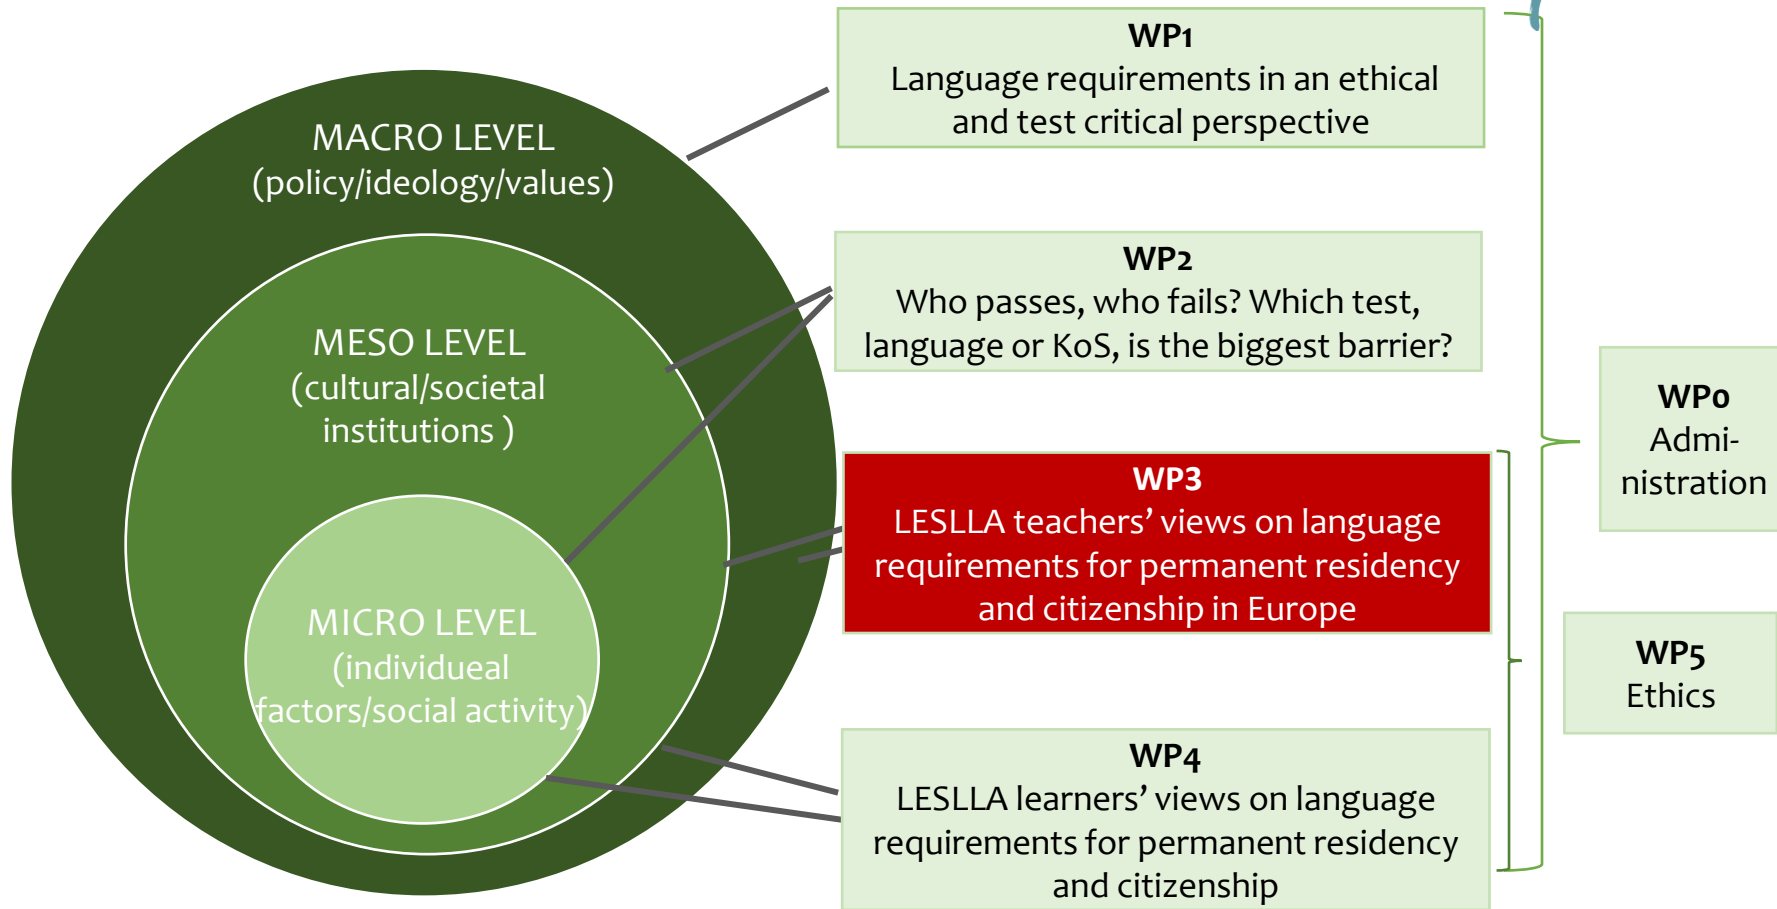 MACRO LEVEL
(policy/ideology/values)
MESO LEVEL
(cultural/societal
institutions )
MICRO LEVEL
(individueal
factors/social activity)
WP1
Language requirements in an ethical
and test critical perspective
WP2
Who passes, who fails? Which test,
language or KoS, is the biggest barrier?
WP3
LESLLA teachers’ views on language
requirements for permanent residency
and citizenship in Europe
WP4
LESLLA learners’ views on language
requirements for permanent residency
and citizenship
WP0
Admi-
nistration
WP5
Ethics